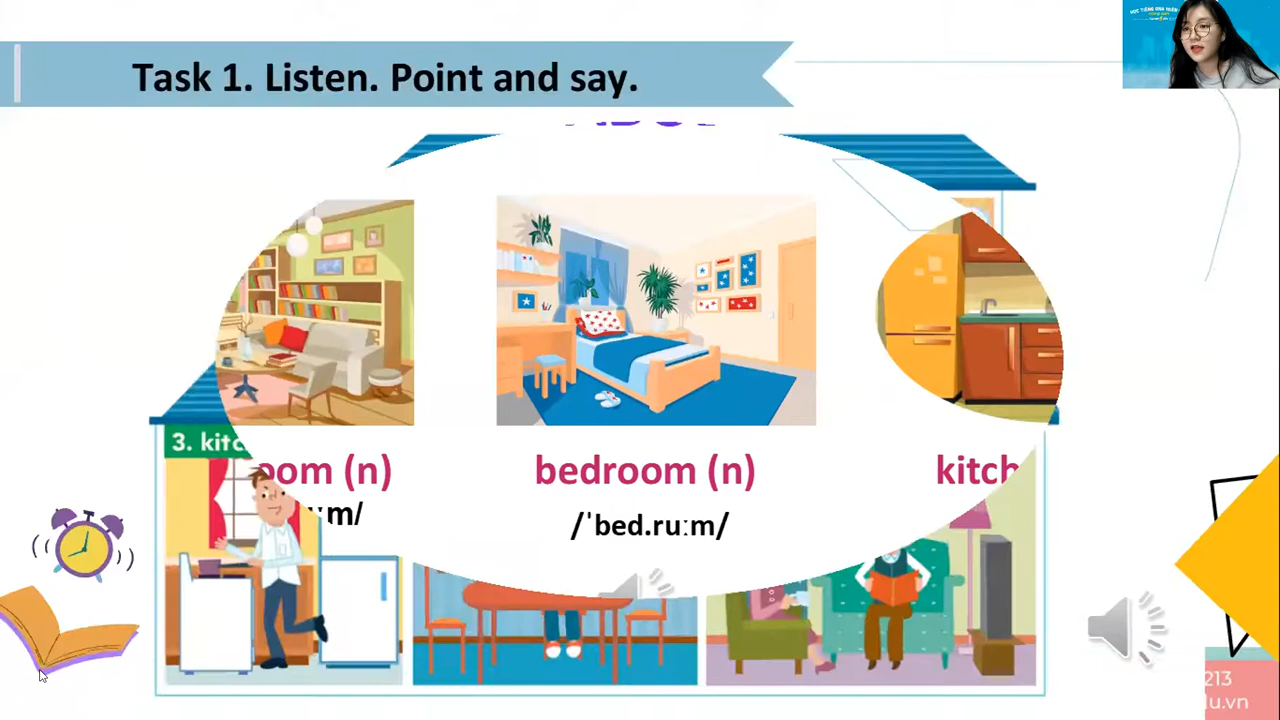 Task 1. Listen. Point and say.
3. kitc
oom (n)
bedroom (n)
kitch
m/
/ˈbed.ruːm/
213
lu.vn